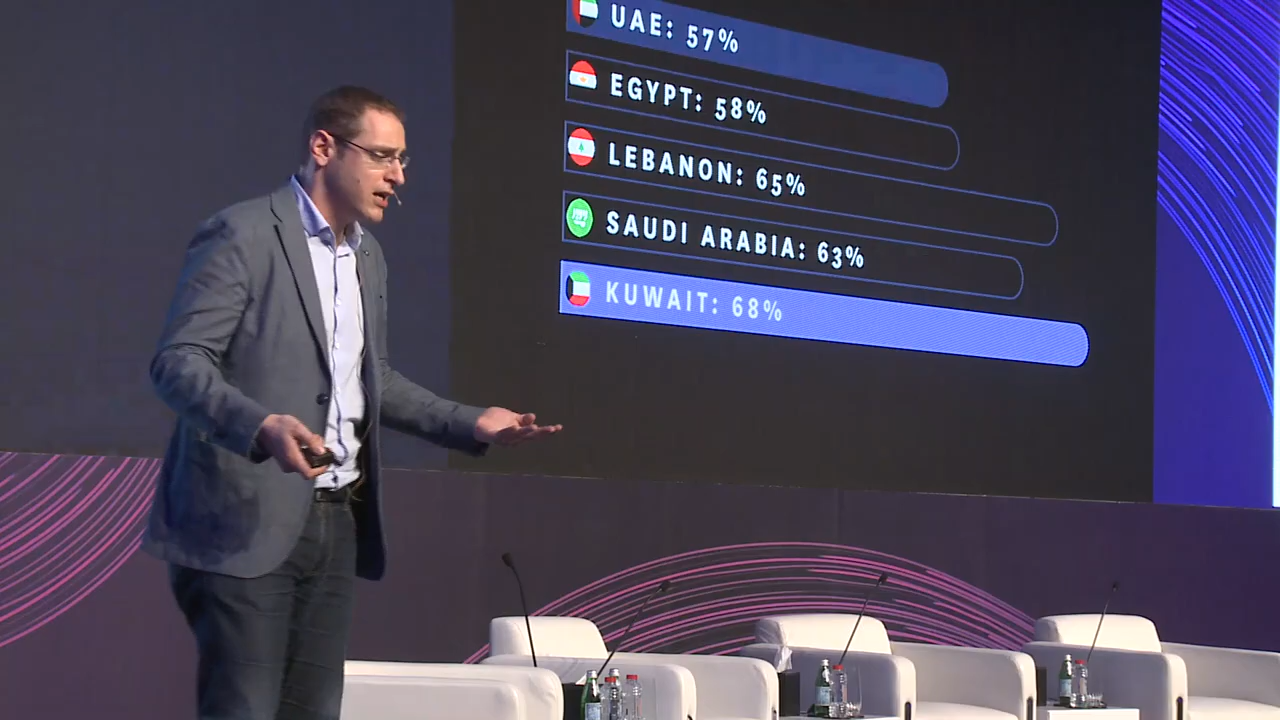 UAE: 57%
EGYPT: 58%
LEBANON: 65%
SAUDI ARABIA: 63%
KUWAIT: 68%